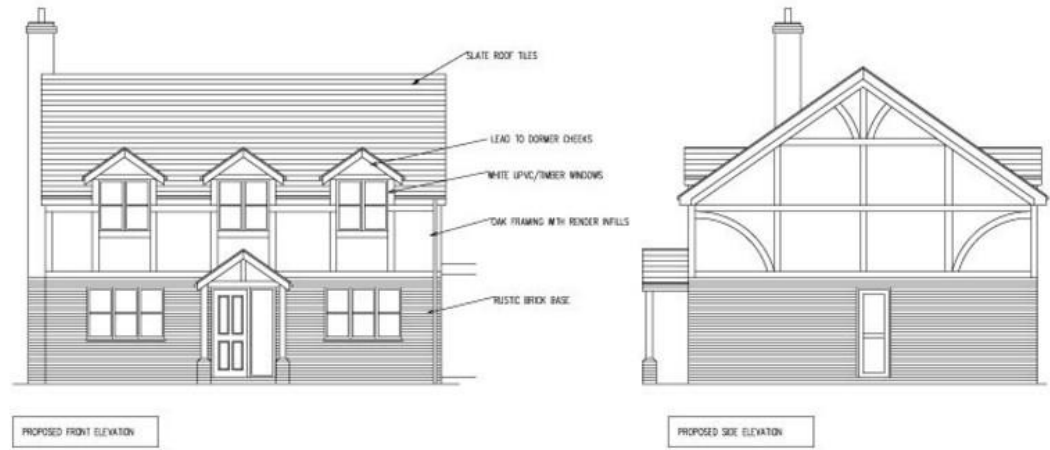 SLATE ROOF TILES
LEAD TO DORMER CHEEKS
WHITE UPVC/TIMBER WINDOWS
OAK FRAMING WITH RENDER INFILLS
RUSTIC BRICK BASE
PROPOSED FRONT ELEVATION
PROPOSED SIDE ELEVATION